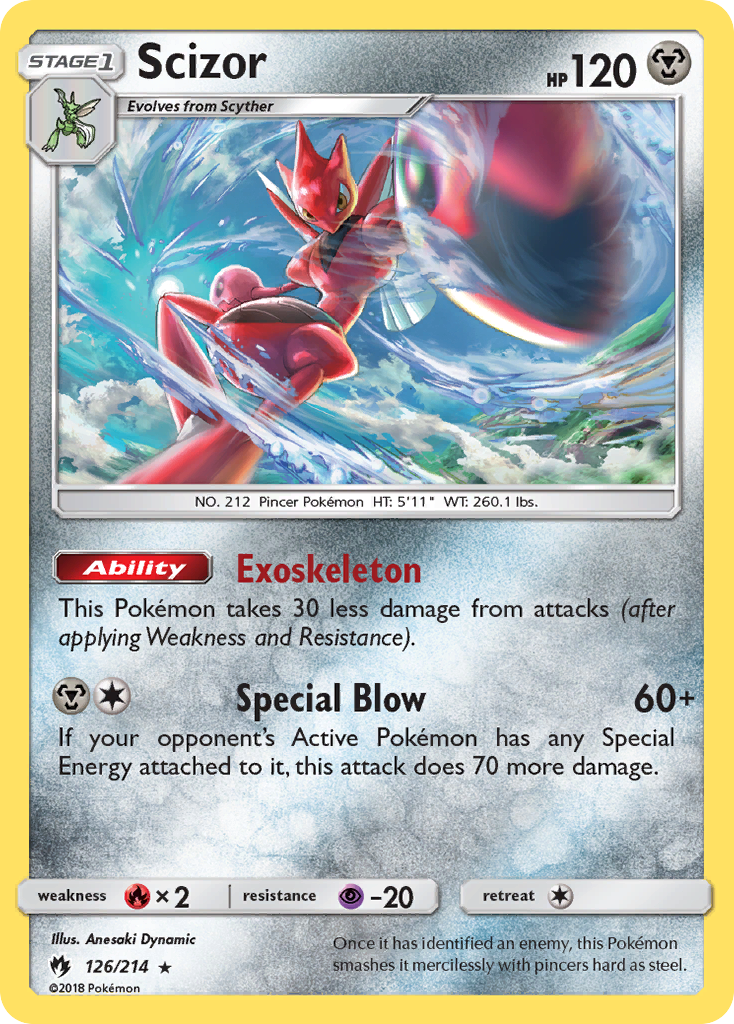 STAGE1 Scizor HP 120
Evolves from Scyther
NO. 212 Pincer Pokémon HT: 5'11" WT: 260.1 lbs.
Ability Exoskeleton
This Pokémon takes 30 less damage from attacks (after
applying Weakness and Resistance).
Special Blow 60+
If your opponent's Active Pokémon has any Special
Energy attached to it, this attack does 70 more damage.
weakness ×2 resistance -20 retreat
Illus. Anesaki Dynamic
126/214 ★
©2018 Pokémon
Once it has identified an enemy, this Pokémon
smashes it mercilessly with pincers hard as steel.